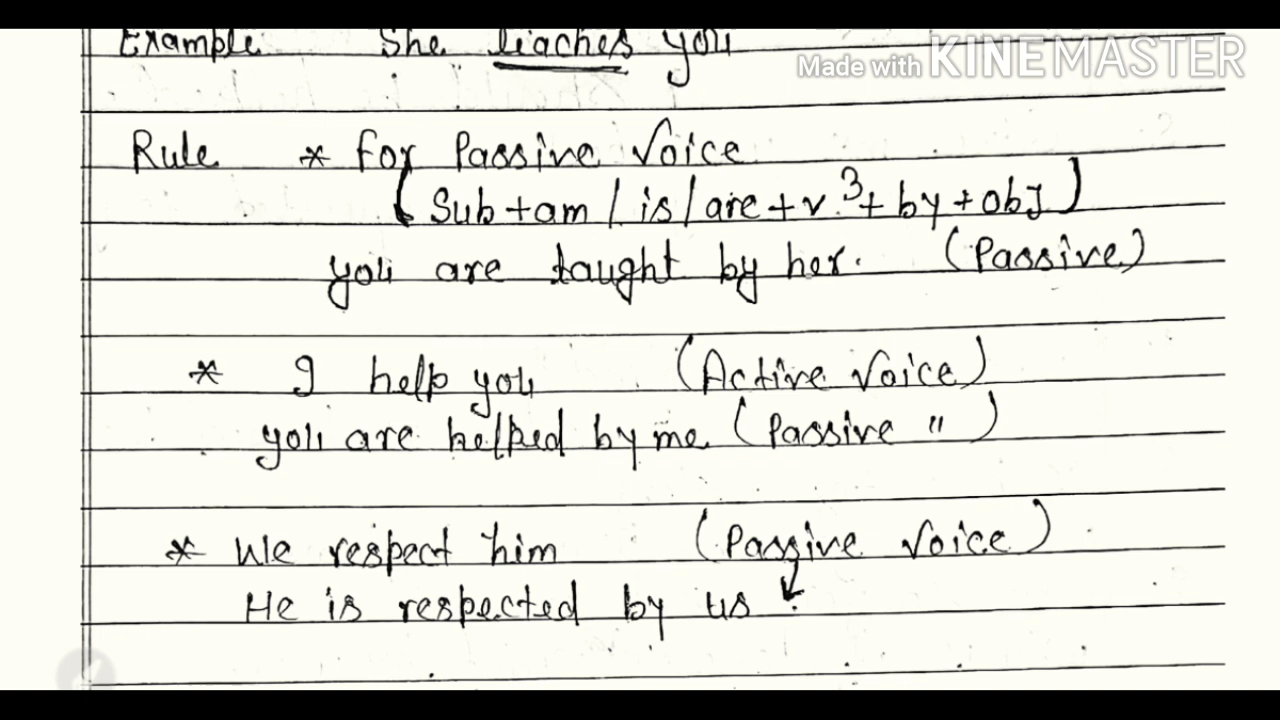 Example She teaches you
Made with KINEMASTER
Rule * for Passive Voice
(Sub + am / is / are + v.3 + by + obj)
you are taught by her. (Passive)
* I help you (Active Voice)
you are helped by me (Passive ")
* We respect him (Passive Voice)
He is respected by us